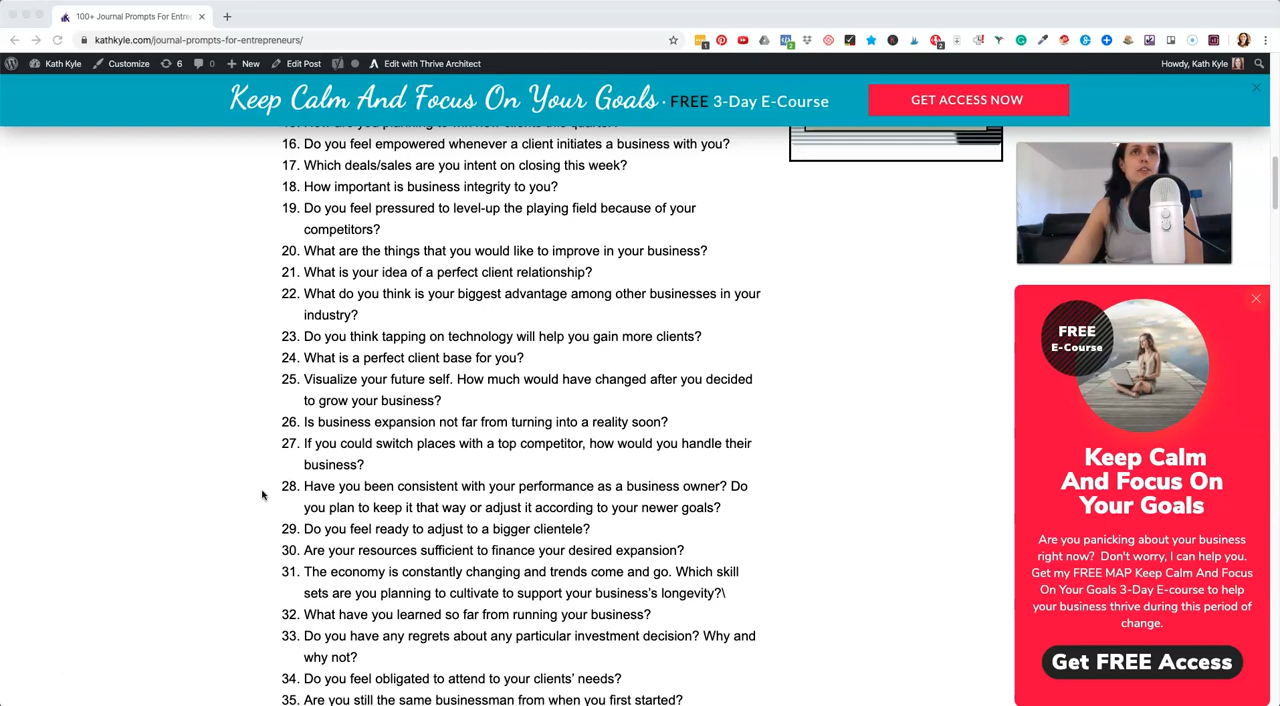 100+ Journal Prompts For Entre
kathkyle.com/journal-prompts-for-entrepreneurs/
Kath Kyle
Customize
6
0
New
Edit Post
Edit with Thrive Architect
Howdy, Kath Kyle
Keep Calm And Focus On Your Goals · FREE 3-Day E-Course
GET ACCESS NOW
16. Do you feel empowered whenever a client initiates a business with you?
17. Which deals/sales are you intent on closing this week?
18. How important is business integrity to you?
19. Do you feel pressured to level-up the playing field because of your
competitors?
20. What are the things that you would like to improve in your business?
21. What is your idea of a perfect client relationship?
22. What do you think is your biggest advantage among other businesses in your
industry?
23. Do you think tapping on technology will help you gain more clients?
24. What is a perfect client base for you?
25. Visualize your future self. How much would have changed after you decided
to grow your business?
26. Is business expansion not far from turning into a reality soon?
27. If you could switch places with a top competitor, how would you handle their
business?
28. Have you been consistent with your performance as a business owner? Do
you plan to keep it that way or adjust it according to your newer goals?
29. Do you feel ready to adjust to a bigger clientele?
30. Are your resources sufficient to finance your desired expansion?
31. The economy is constantly changing and trends come and go. Which skill
sets are you planning to cultivate to support your business's longevity?\
32. What have you learned so far from running your business?
33. Do you have any regrets about any particular investment decision? Why and
why not?
34. Do you feel obligated to attend to your clients' needs?
35. Are you still the same businessman from when you first started?
FREE
E-Course
Keep Calm
And Focus On
Your Goals
Are you panicking about your business
right now? Don't worry, I can help you.
Get my FREE MAP Keep Calm And Focus
On Your Goals 3-Day E-course to help
your business thrive during this period of
change.
Get FREE Access